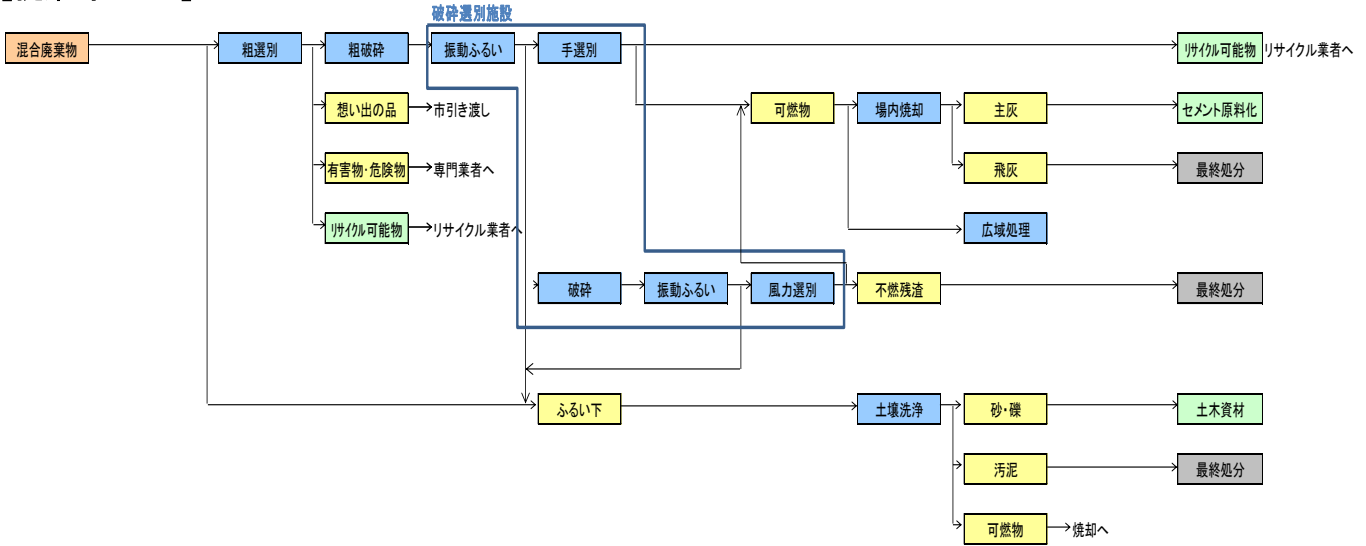 破砕選別施設
混合廃棄物
粗選別
粗破砕
振動ふるい
手選別
リサイクル可能物
リサイクル業者へ
想い出の品
市引き渡し
可燃物
場内焼却
主灰
セメント原料化
有害物・危険物
専門業者へ
飛灰
最終処分
リサイクル可能物
リサイクル業者へ
広域処理
破砕
振動ふるい
風力選別
不燃残渣
最終処分
ふるい下
土壌洗浄
砂・礫
土木資材
汚泥
最終処分
可燃物
焼却へ